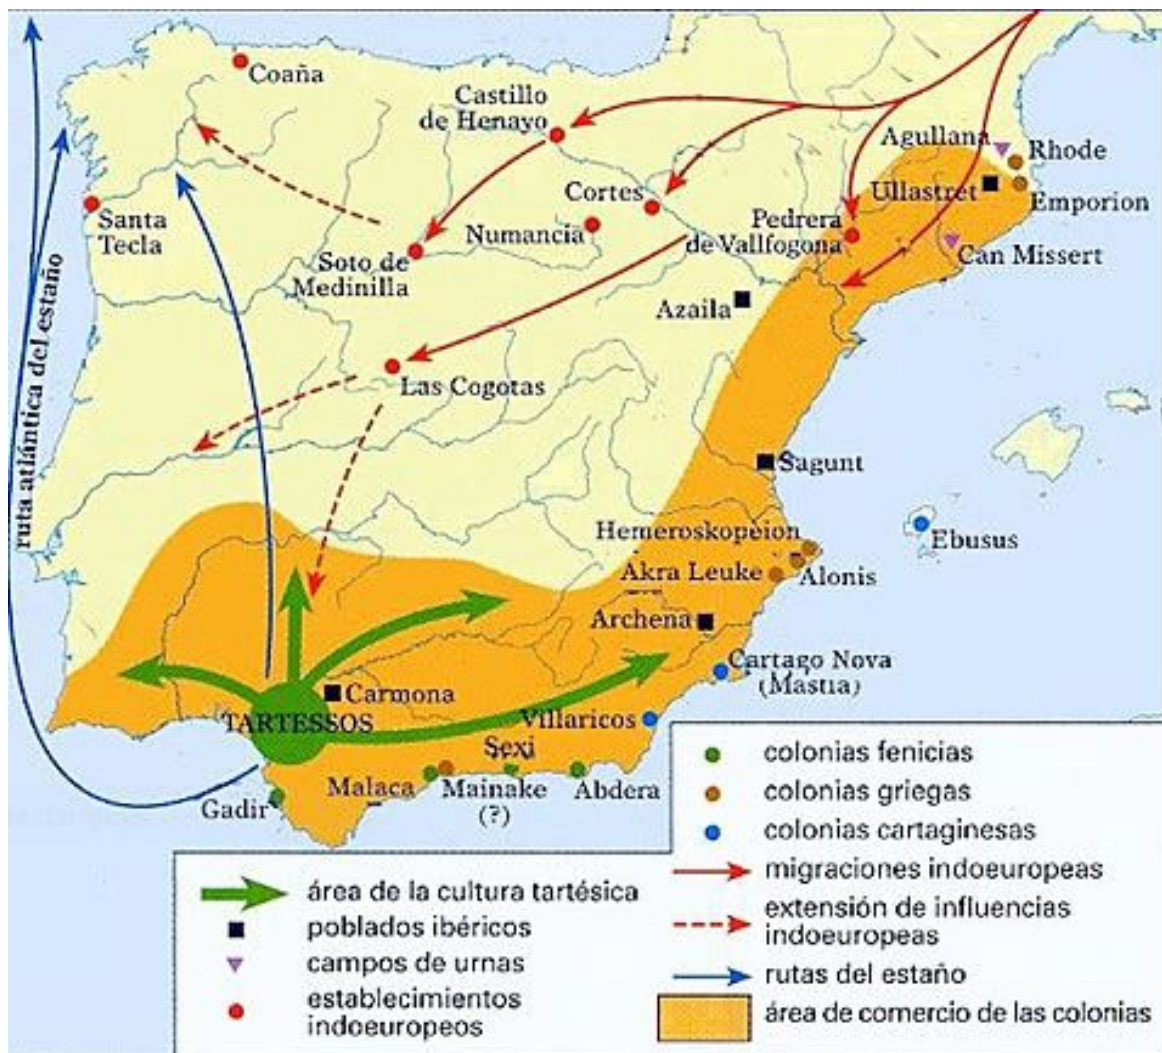 Coaña
Castillo
de Henayo
Agullana
Rhode
Ullastret
Emporion
Cortes
Santa
Tecla
Numancia
Pedrera
de Vallfogona
Can Missert
Soto de
Medinilla
Azaila
ruta atlántica del estaño
Las Cogotas
Sagunt
Hemeroskopeion
Ebusus
Akra Leuke
Alonis
Archena
Cartago Nova
(Mastia)
Carmona
TARTESSOS
Villaricos
Sexi
Malaca
Mainake
(?)
Abdera
Gadir
colonias fenicias
colonias griegas
colonias cartaginesas
migraciones indoeuropeas
extensión de influencias
indoeuropeas
rutas del estaño
área de comercio de las colonias
área de la cultura tartésica
poblados ibéricos
campos de urnas
establecimientos
indoeuropeos